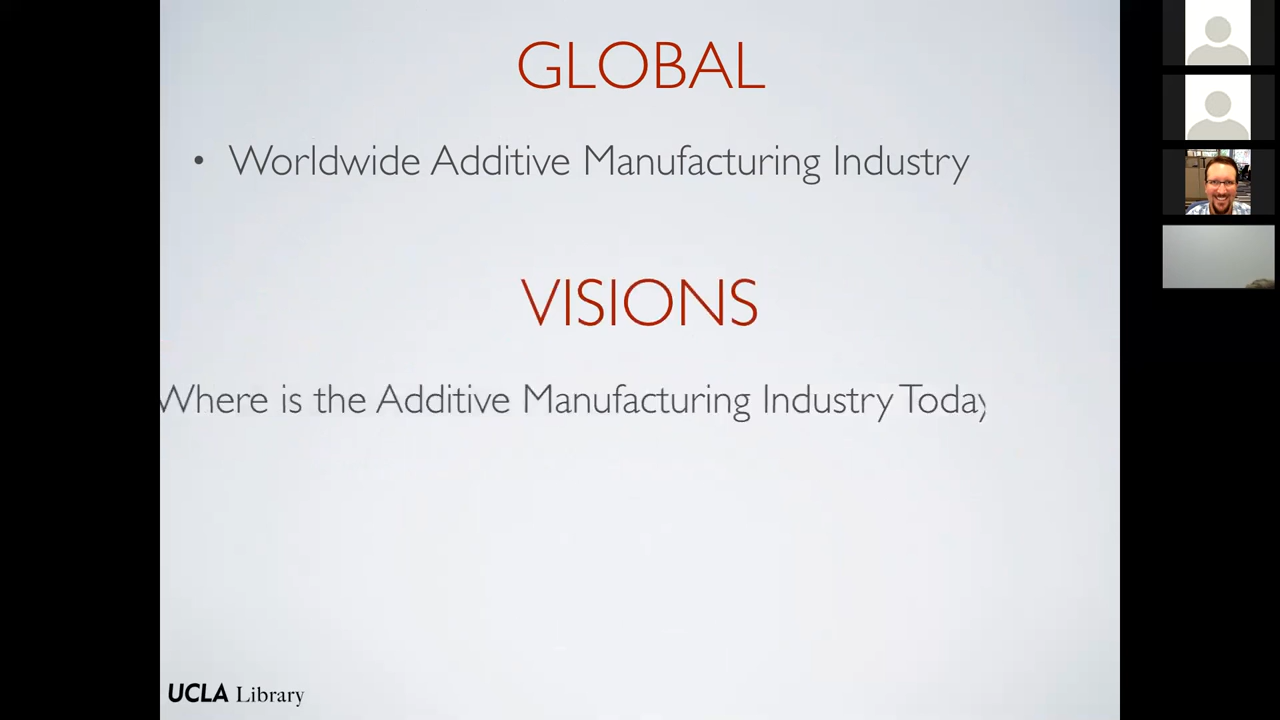 GLOBAL
• Worldwide Additive Manufacturing Industry
VISIONS
Where is the Additive Manufacturing Industry Today
UCLA Library